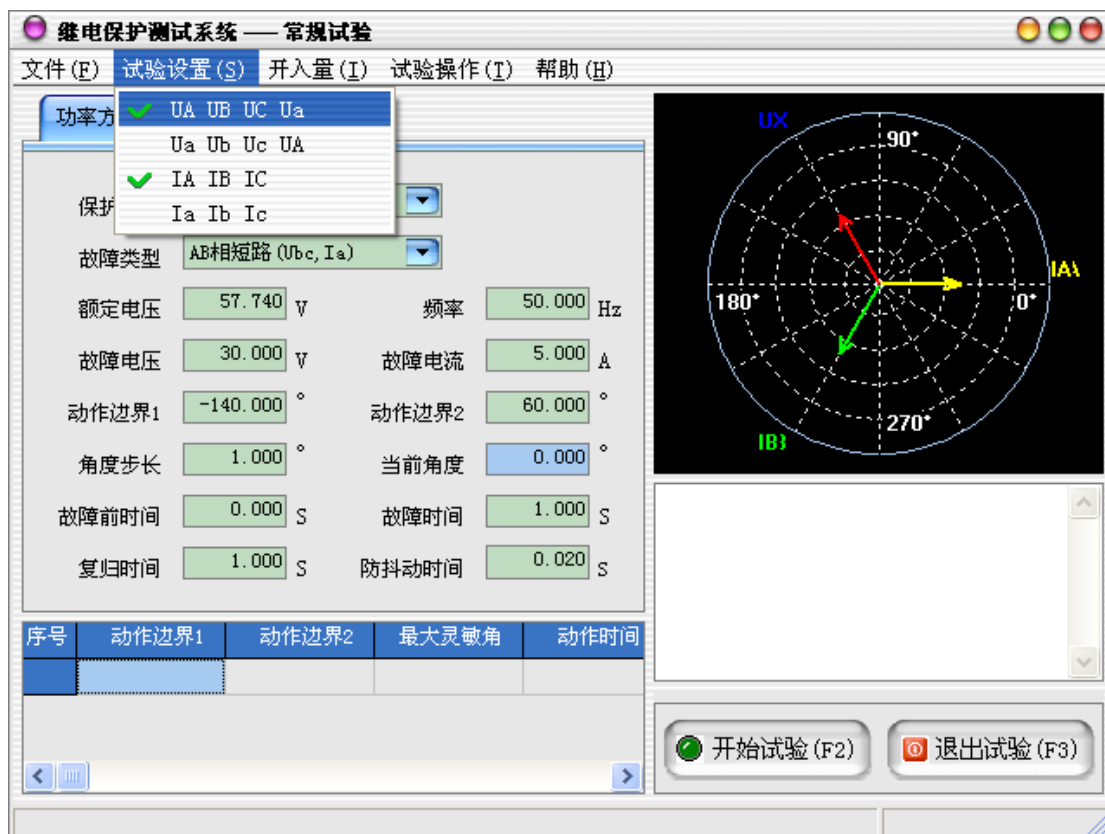 继电保护测试系统 — 常规试验
文件(F) 试验设置(S) 开入量(I) 试验操作(T) 帮助(H)
功率方
UA UB UC Ua
Ua Ub Uc UA
IA IB IC
Ia Ib Ic
保护
故障类型 AB相短路(Ubc,Ia)
额定电压 57.740 V 频率 50.000 Hz
故障电压 30.000 V 故障电流 5.000 A
动作边界1 -140.000 ° 动作边界2 60.000 °
角度步长 1.000 ° 当前角度 0.000 °
故障前时间 0.000 S 故障时间 1.000 S
复归时间 1.000 S 防抖动时间 0.020 S
UX
90°
IA
180°
0°
270°
IB
序号 动作边界1 动作边界2 最大灵敏角 动作时间
开始试验(F2) 退出试验(F3)